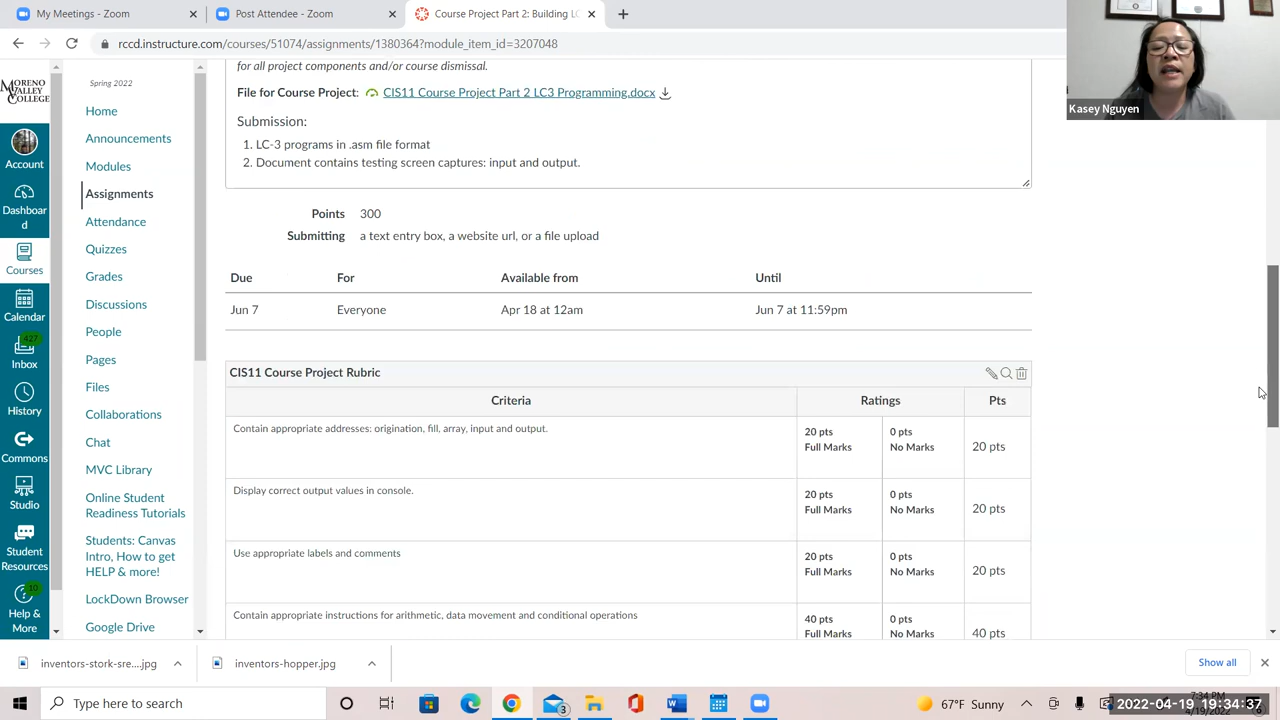 My Meetings - Zoom
Post Attendee - Zoom
Course Project Part 2: Building LC
rccd.instructure.com/courses/51074/assignments/1380364?module_item_id=3207048
Kasey Nguyen
MORENO
VALLEY
COLLEGE
Account
Dashboar
d
Courses
Calendar
427
Inbox
History
Commons
Studio
Student
Resources
10
Help &
More
Spring 2022
Home
Announcements
Modules
Assignments
Attendance
Quizzes
Grades
Discussions
People
Pages
Files
Collaborations
Chat
MVC Library
Online Student
Readiness Tutorials
Students: Canvas
Intro, How to get
HELP & more!
LockDown Browser
Google Drive
for all project components and/or course dismissal.
File for Course Project: CIS11 Course Project Part 2 LC3 Programming.docx
Submission:
1. LC-3 programs in .asm file format
2. Document contains testing screen captures: input and output.
Points 300
Submitting a text entry box, a website url, or a file upload
Due For Available from Until
Jun 7 Everyone Apr 18 at 12am Jun 7 at 11:59pm
CIS11 Course Project Rubric
Criteria Ratings Pts
Contain appropriate addresses: origination, fill, array, input and output.
20 pts
Full Marks
0 pts
No Marks
20 pts
Display correct output values in console.
20 pts
Full Marks
0 pts
No Marks
20 pts
Use appropriate labels and comments
20 pts
Full Marks
0 pts
No Marks
20 pts
Contain appropriate instructions for arithmetic, data movement and conditional operations
40 pts
Full Marks
0 pts
No Marks
40 pts
inventors-stork-sre....jpg
inventors-hopper.jpg
Show all
Type here to search
3
67°F Sunny
7:34 PM
4/19/2022
2022-04-19 19:34:37